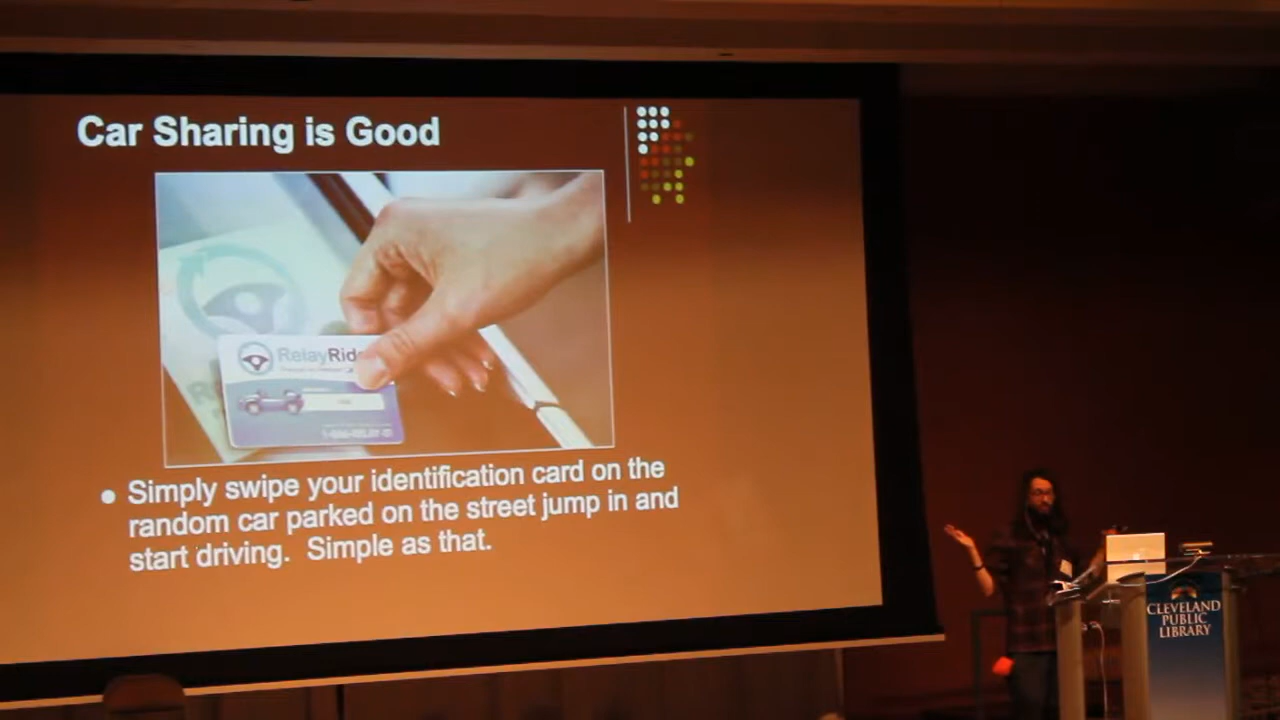 Car Sharing is Good
RelayRid
● Simply swipe your identification card on the
random car parked on the street jump in and
start driving. Simple as that.
CLEVELAND
PUBLIC
LIBRARY